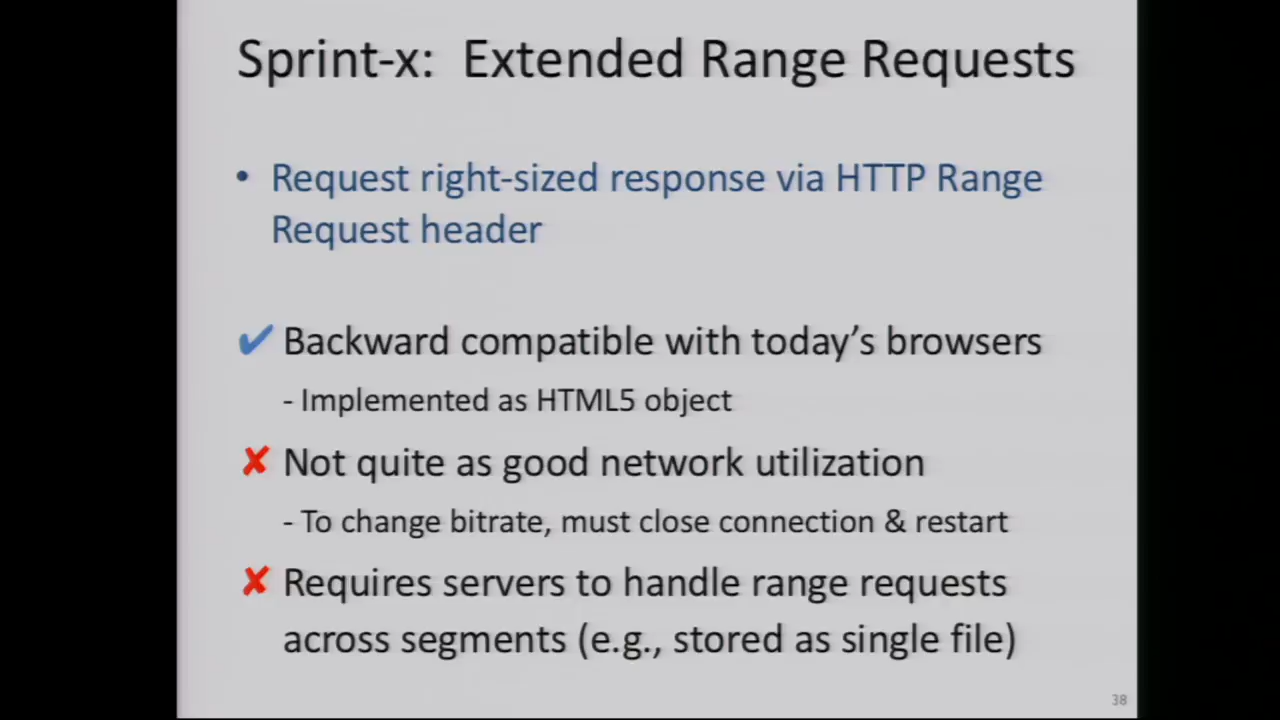 Sprint-x: Extended Range Requests
• Request right-sized response via HTTP Range
Request header
✔ Backward compatible with today's browsers
- Implemented as HTML5 object
✘ Not quite as good network utilization
- To change bitrate, must close connection & restart
✘ Requires servers to handle range requests
across segments (e.g., stored as single file)
38